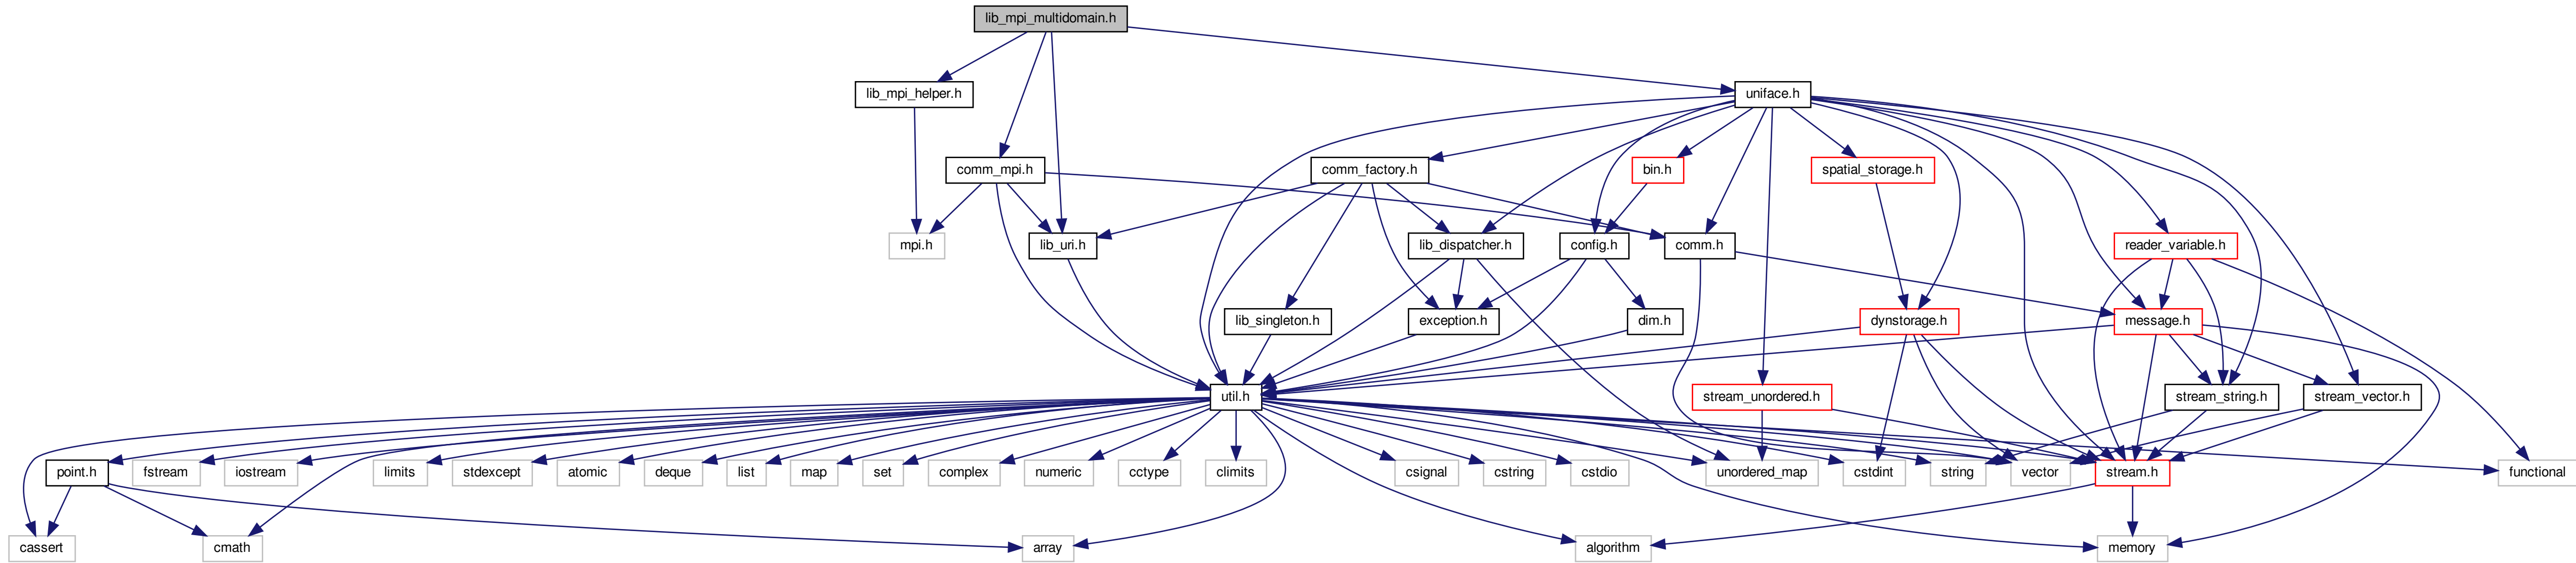 lib_mpi_multidomain.h
lib_mpi_helper.h
uniface.h
comm_mpi.h
comm_factory.h
bin.h
spatial_storage.h
mpi.h
lib_uri.h
lib_dispatcher.h
config.h
comm.h
reader_variable.h
lib_singleton.h
exception.h
dim.h
dynstorage.h
message.h
util.h
stream_unordered.h
stream_string.h
stream_vector.h
point.h
fstream
iostream
limits
stdexcept
atomic
deque
list
map
set
complex
numeric
cctype
climits
csignal
cstring
cstdio
unordered_map
cstdint
string
vector
stream.h
functional
cassert
cmath
array
algorithm
memory